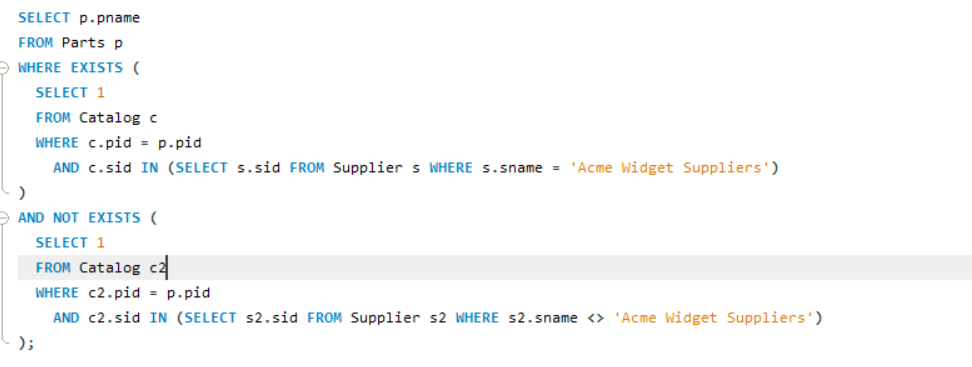 SELECT p.pname
FROM Parts p
WHERE EXISTS (
SELECT 1
FROM Catalog c
WHERE c.pid = p.pid
AND c.sid IN (SELECT s.sid FROM Supplier s WHERE s.sname = 'Acme Widget Suppliers')
)
AND NOT EXISTS (
SELECT 1
FROM Catalog c2
WHERE c2.pid = p.pid
AND c2.sid IN (SELECT s2.sid FROM Supplier s2 WHERE s2.sname <> 'Acme Widget Suppliers')
);